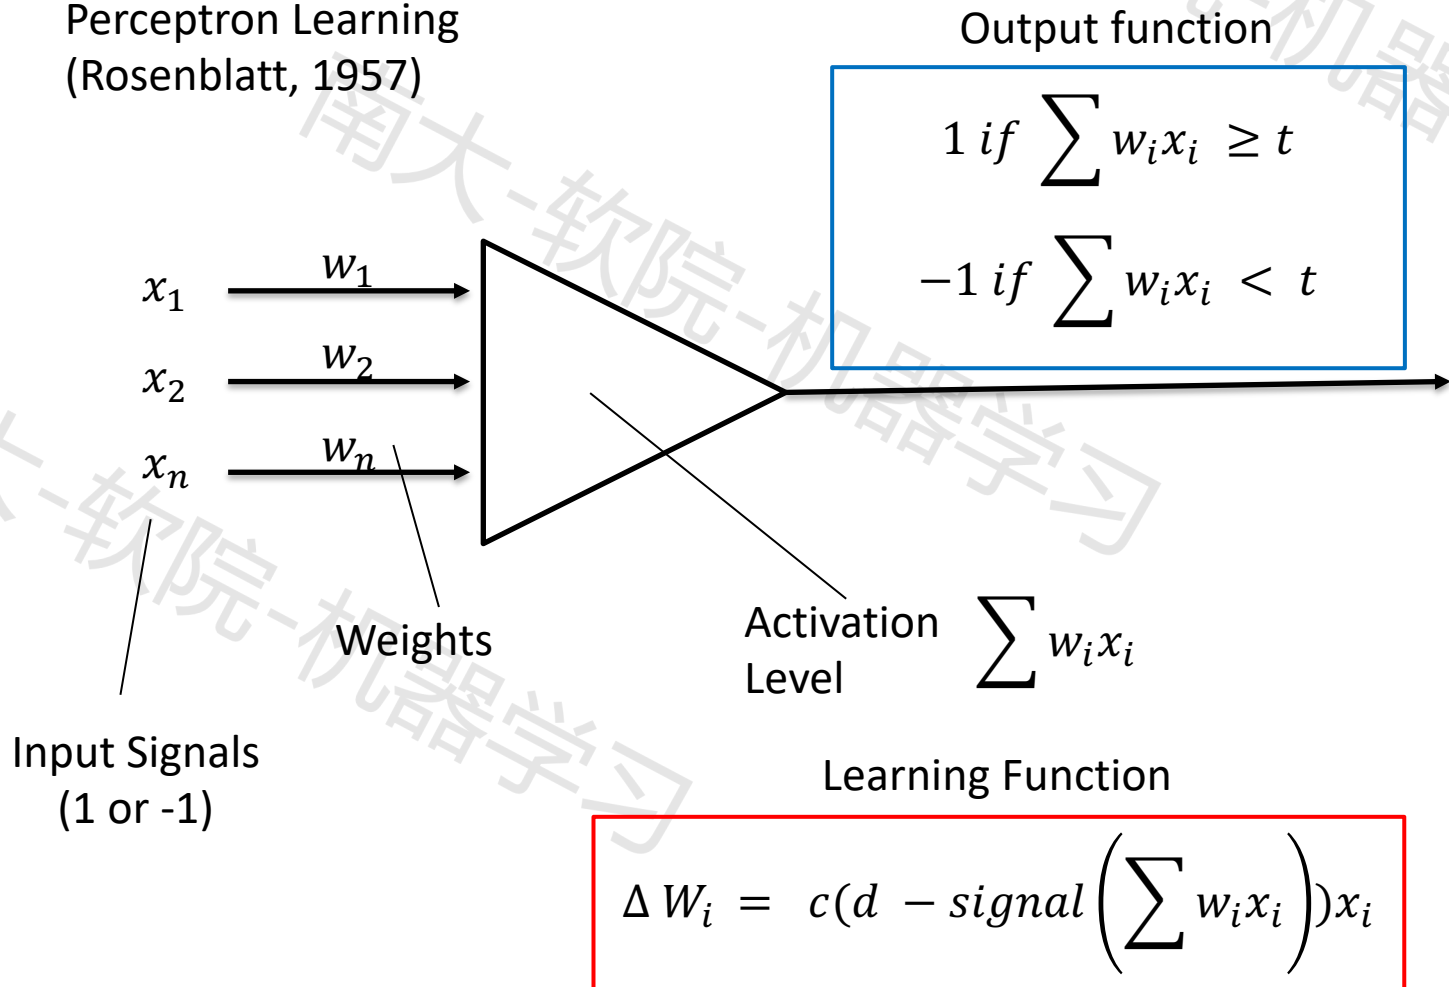 Perceptron Learning
(Rosenblatt, 1957)
Output function
1 if ∑ wᵢxᵢ ≥ t
−1 if ∑ wᵢxᵢ < t
x₁ w₁
x₂ w₂
xₙ wₙ
Weights
Activation
Level ∑ wᵢxᵢ
Input Signals
(1 or -1)
Learning Function
Δ Wᵢ = c(d − signal(∑ wᵢxᵢ))xᵢ
南大-软院-机器学习
大-软院-机器学习
机器